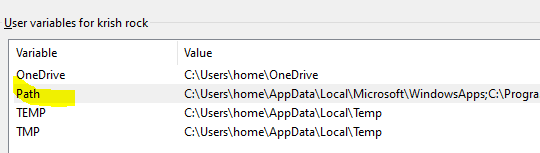 User variables for krish rock
Variable Value
OneDrive C:\Users\home\OneDrive
Path C:\Users\home\AppData\Local\Microsoft\WindowsApps;C:\Progra
TEMP C:\Users\home\AppData\Local\Temp
TMP C:\Users\home\AppData\Local\Temp